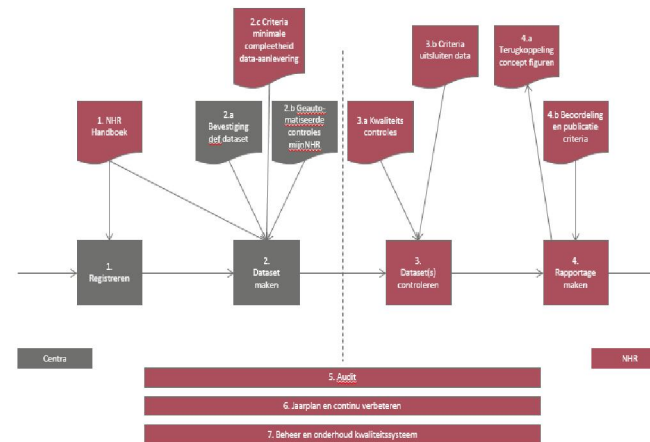 2.c Criteria
minimale
compleetheid
data-aanlevering
3.b Criteria
uitsluiten data
4.a
Terugkoppeling
concept figuren
1. NHR
Handboek
2.a
Bevestiging
def dataset
2.b Geauto-
matiseerde
controles
mijnNHR
3.a Kwaliteits
controles
4.b Beoordeling
en publicatie
criteria
1.
Registreren
2.
Dataset
maken
3.
Dataset(s)
controleren
4.
Rapportage
maken
Centra
NHR
5. Audit
6. Jaarplan en continu verbeteren
7. Beheer en onderhoud kwaliteitssysteem